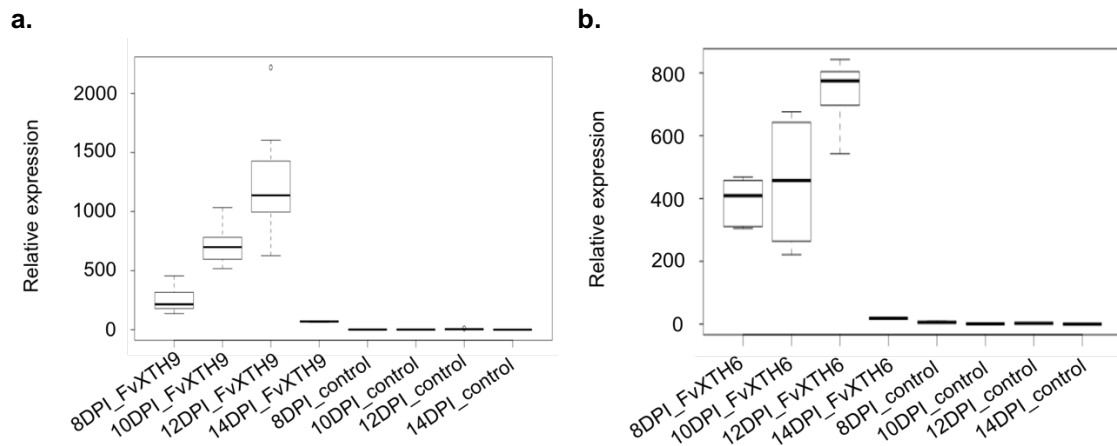 a.
Relative expression
2000
1500
1000
500
0
8DPI_FvXTH9
10DPI_FvXTH9
12DPI_FvXTH9
14DPI_FvXTH9
8DPI_control
10DPI_control
12DPI_control
14DPI_control
b.
Relative expression
800
600
400
200
0
8DPI_FvXTH6
10DPI_FvXTH6
12DPI_FvXTH6
14DPI_FvXTH6
8DPI_control
10DPI_control
12DPI_control
14DPI_control